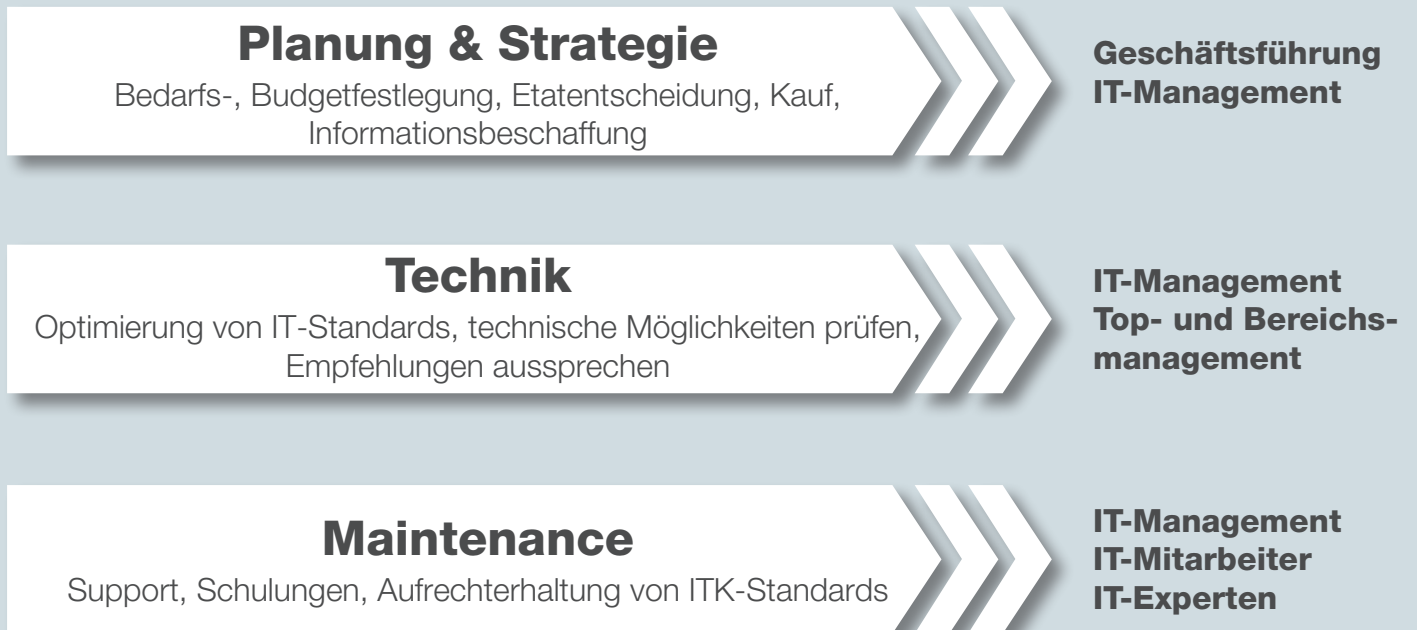 Planung & Strategie
Bedarfs-, Budgetfestlegung, Etatentscheidung, Kauf,
Informationsbeschaffung
Geschäftsführung
IT-Management
Technik
Optimierung von IT-Standards, technische Möglichkeiten prüfen,
Empfehlungen aussprechen
IT-Management
Top- und Bereichs-
management
Maintenance
Support, Schulungen, Aufrechterhaltung von ITK-Standards
IT-Management
IT-Mitarbeiter
IT-Experten